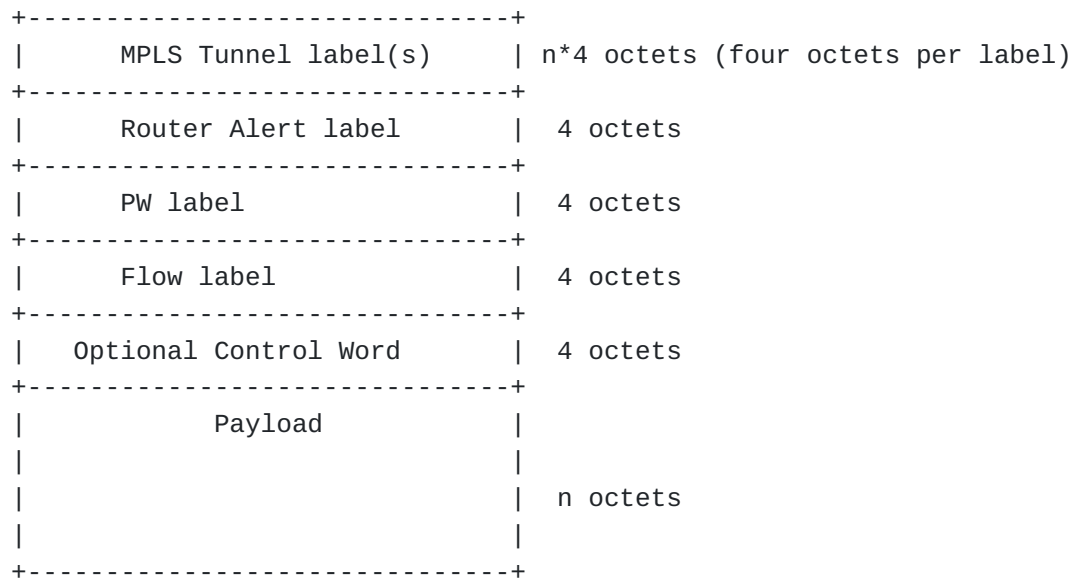 +-------------------------------+
|      MPLS Tunnel label(s)     | n*4 octets (four octets per label)
+-------------------------------+
|      Router Alert label       |  4 octets
+-------------------------------+
|      PW label                 |  4 octets
+-------------------------------+
|      Flow label               |  4 octets
+-------------------------------+
|   Optional Control Word       |  4 octets
+-------------------------------+
|            Payload            |
|                               |
|                               |  n octets
|                               |
+-------------------------------+